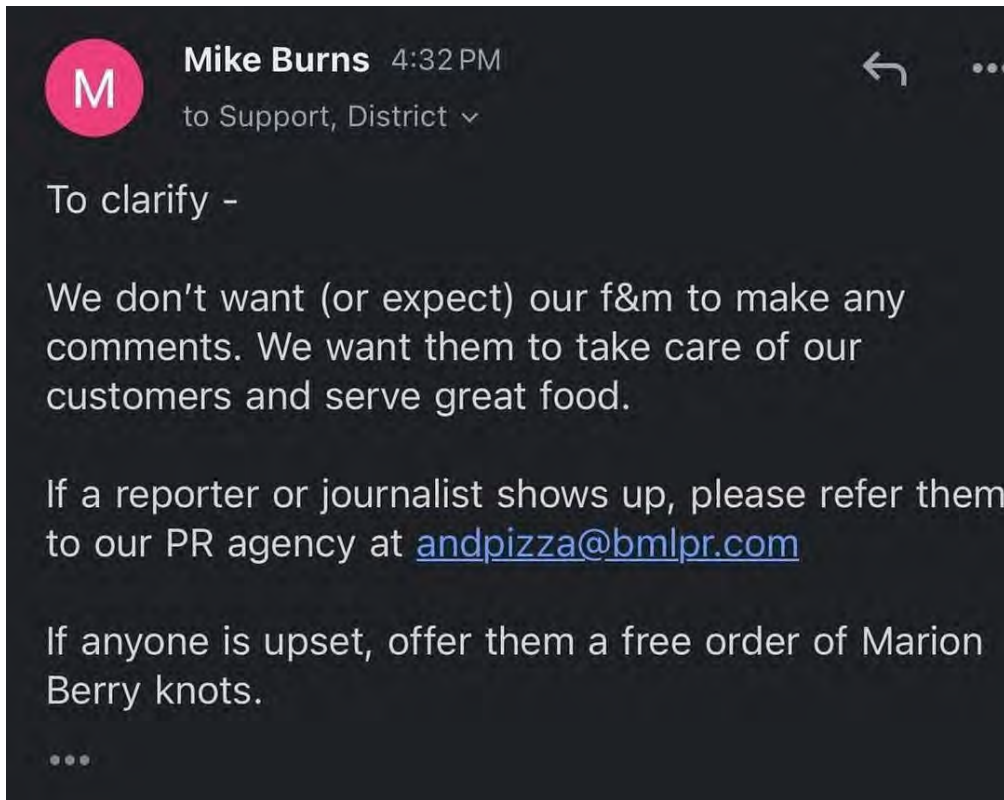 M
Mike Burns 4:32 PM
to Support, District
To clarify -
We don't want (or expect) our f&m to make any
comments. We want them to take care of our
customers and serve great food.
If a reporter or journalist shows up, please refer them
to our PR agency at andpizza@bmlpr.com
If anyone is upset, offer them a free order of Marion
Berry knots.